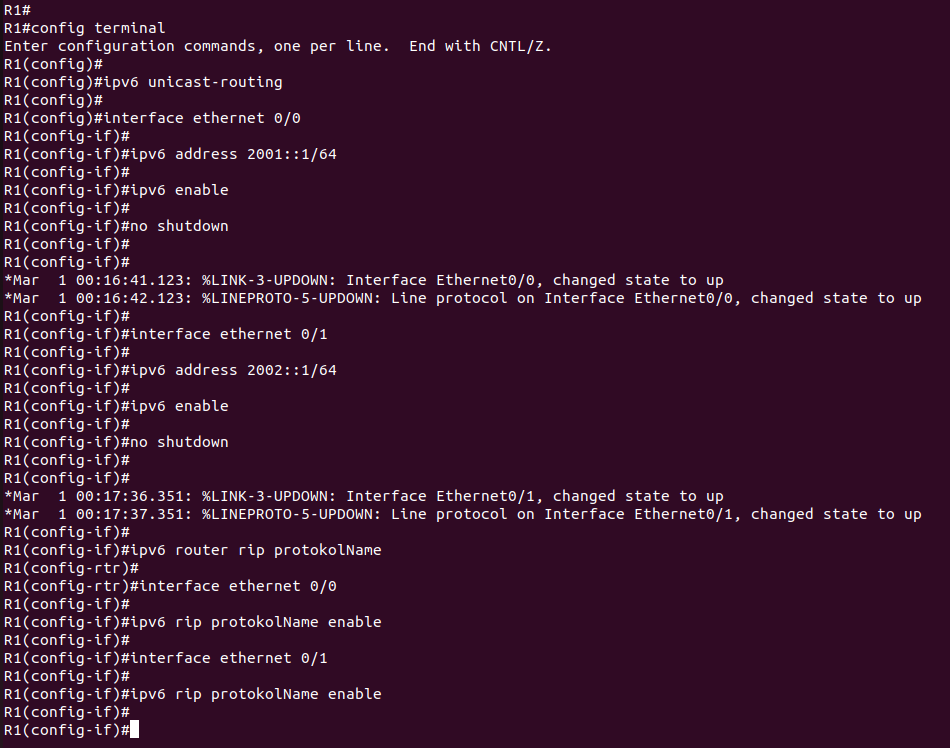 R1#
R1#config terminal
Enter configuration commands, one per line.  End with CNTL/Z.
R1(config)#
R1(config)#ipv6 unicast-routing
R1(config)#
R1(config)#interface ethernet 0/0
R1(config-if)#
R1(config-if)#ipv6 address 2001::1/64
R1(config-if)#
R1(config-if)#ipv6 enable
R1(config-if)#
R1(config-if)#no shutdown
R1(config-if)#
R1(config-if)#
*Mar  1 00:16:41.123: %LINK-3-UPDOWN: Interface Ethernet0/0, changed state to up
*Mar  1 00:16:42.123: %LINEPROTO-5-UPDOWN: Line protocol on Interface Ethernet0/0, changed state to up
R1(config-if)#
R1(config-if)#interface ethernet 0/1
R1(config-if)#
R1(config-if)#ipv6 address 2002::1/64
R1(config-if)#
R1(config-if)#ipv6 enable
R1(config-if)#
R1(config-if)#no shutdown
R1(config-if)#
R1(config-if)#
*Mar  1 00:17:36.351: %LINK-3-UPDOWN: Interface Ethernet0/1, changed state to up
*Mar  1 00:17:37.351: %LINEPROTO-5-UPDOWN: Line protocol on Interface Ethernet0/1, changed state to up
R1(config-if)#
R1(config-if)#ipv6 router rip protokolName
R1(config-rtr)#
R1(config-rtr)#interface ethernet 0/0
R1(config-if)#
R1(config-if)#ipv6 rip protokolName enable
R1(config-if)#
R1(config-if)#interface ethernet 0/1
R1(config-if)#
R1(config-if)#ipv6 rip protokolName enable
R1(config-if)#
R1(config-if)#